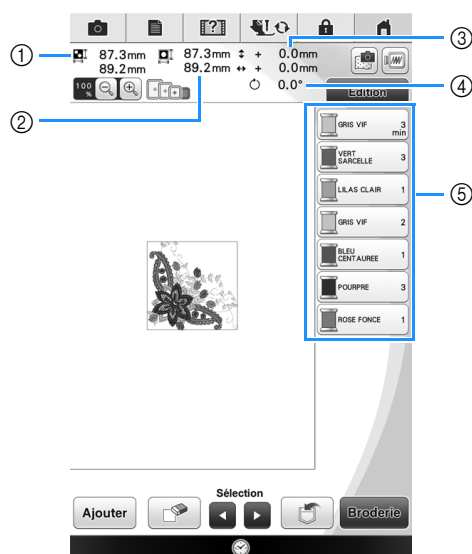 ① 87.3mm 87.3mm + 0.0mm ③
89.2mm 89.2mm + 0.0mm
100 % 0.0° ④
② Edition
GRIS VIF 3 min
VERT SARCELLE 3
LILAS CLAIR 1 ⑤
GRIS VIF 2
BLEU CENTAUREE 1
POURPRE 3
ROSE FONCE 1
Sélection
Ajouter Broderie